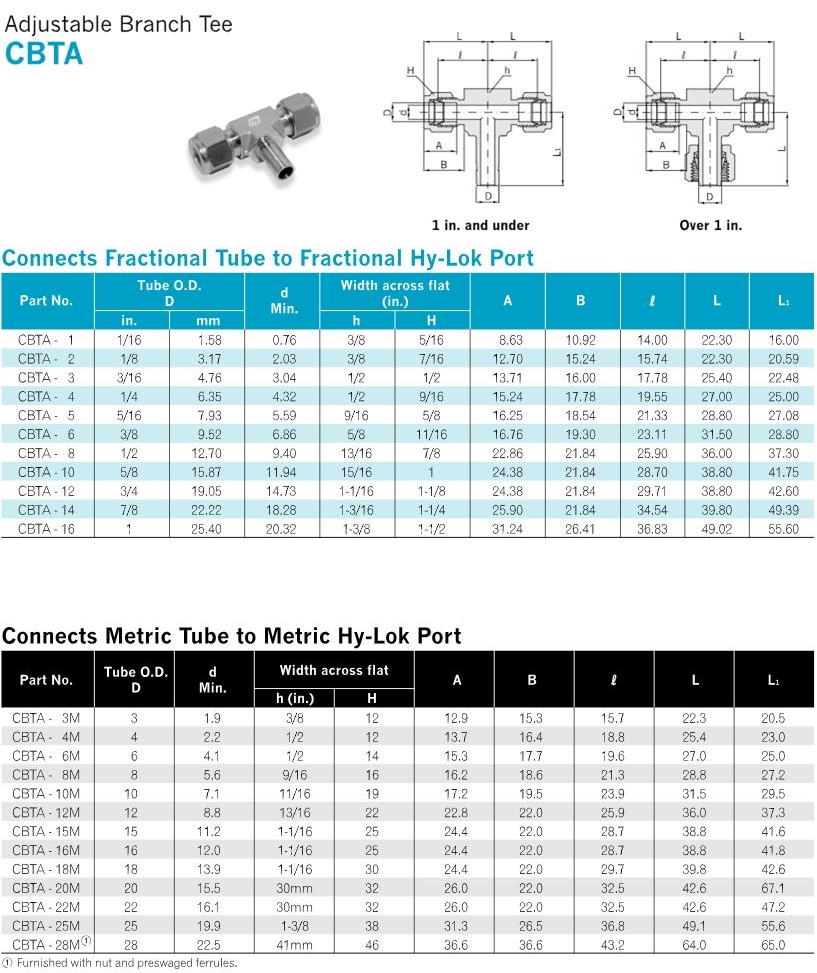 Adjustable Branch Tee
CBTA
L L
ℓ ℓ
H h
D d
A
B
L1
D
1 in. and under
L L
ℓ ℓ
H h
D d
A
B
L
D
Over 1 in.
Connects Fractional Tube to Fractional Hy-Lok Port
Part No. Tube O.D. D d Min. Width across flat (in.) A B ℓ L L1
in. mm h H
CBTA - 1 1/16 1.58 0.76 3/8 5/16 8.63 10.92 14.00 22.30 16.00
CBTA - 2 1/8 3.17 2.03 3/8 7/16 12.70 15.24 15.74 22.30 20.59
CBTA - 3 3/16 4.76 3.04 1/2 1/2 13.71 16.00 17.78 25.40 22.48
CBTA - 4 1/4 6.35 4.32 1/2 9/16 15.24 17.78 19.55 27.00 25.00
CBTA - 5 5/16 7.93 5.59 9/16 5/8 16.25 18.54 21.33 28.80 27.08
CBTA - 6 3/8 9.52 6.86 5/8 11/16 16.76 19.30 23.11 31.50 28.80
CBTA - 8 1/2 12.70 9.40 13/16 7/8 22.86 21.84 25.90 36.00 37.30
CBTA - 10 5/8 15.87 11.94 15/16 1 24.38 21.84 28.70 38.80 41.75
CBTA - 12 3/4 19.05 14.73 1-1/16 1-1/8 24.38 21.84 29.71 38.80 42.60
CBTA - 14 7/8 22.22 18.28 1-3/16 1-1/4 25.90 21.84 34.54 39.80 49.39
CBTA - 16 1 25.40 20.32 1-3/8 1-1/2 31.24 26.41 36.83 49.02 55.60
Connects Metric Tube to Metric Hy-Lok Port
Part No. Tube O.D. D d Min. Width across flat A B ℓ L L1
h (in.) H
CBTA - 3M 3 1.9 3/8 12 12.9 15.3 15.7 22.3 20.5
CBTA - 4M 4 2.2 1/2 12 13.7 16.4 18.8 25.4 23.0
CBTA - 6M 6 4.1 1/2 14 15.3 17.7 19.6 27.0 25.0
CBTA - 8M 8 5.6 9/16 16 16.2 18.6 21.3 28.8 27.2
CBTA - 10M 10 7.1 11/16 19 17.2 19.5 23.9 31.5 29.5
CBTA - 12M 12 8.8 13/16 22 22.8 22.0 25.9 36.0 37.3
CBTA - 15M 15 11.2 1-1/16 25 24.4 22.0 28.7 38.8 41.6
CBTA - 16M 16 12.0 1-1/16 25 24.4 22.0 28.7 38.8 41.8
CBTA - 18M 18 13.9 1-1/16 30 24.4 22.0 29.7 39.8 42.6
CBTA - 20M 20 15.5 30mm 32 26.0 22.0 32.5 42.6 67.1
CBTA - 22M 22 16.1 30mm 32 26.0 22.0 32.5 42.6 47.2
CBTA - 25M 25 19.9 1-3/8 38 31.3 26.5 36.8 49.1 55.6
CBTA - 28M① 28 22.5 41mm 46 36.6 36.6 43.2 64.0 65.0
① Furnished with nut and preswaged ferrules.